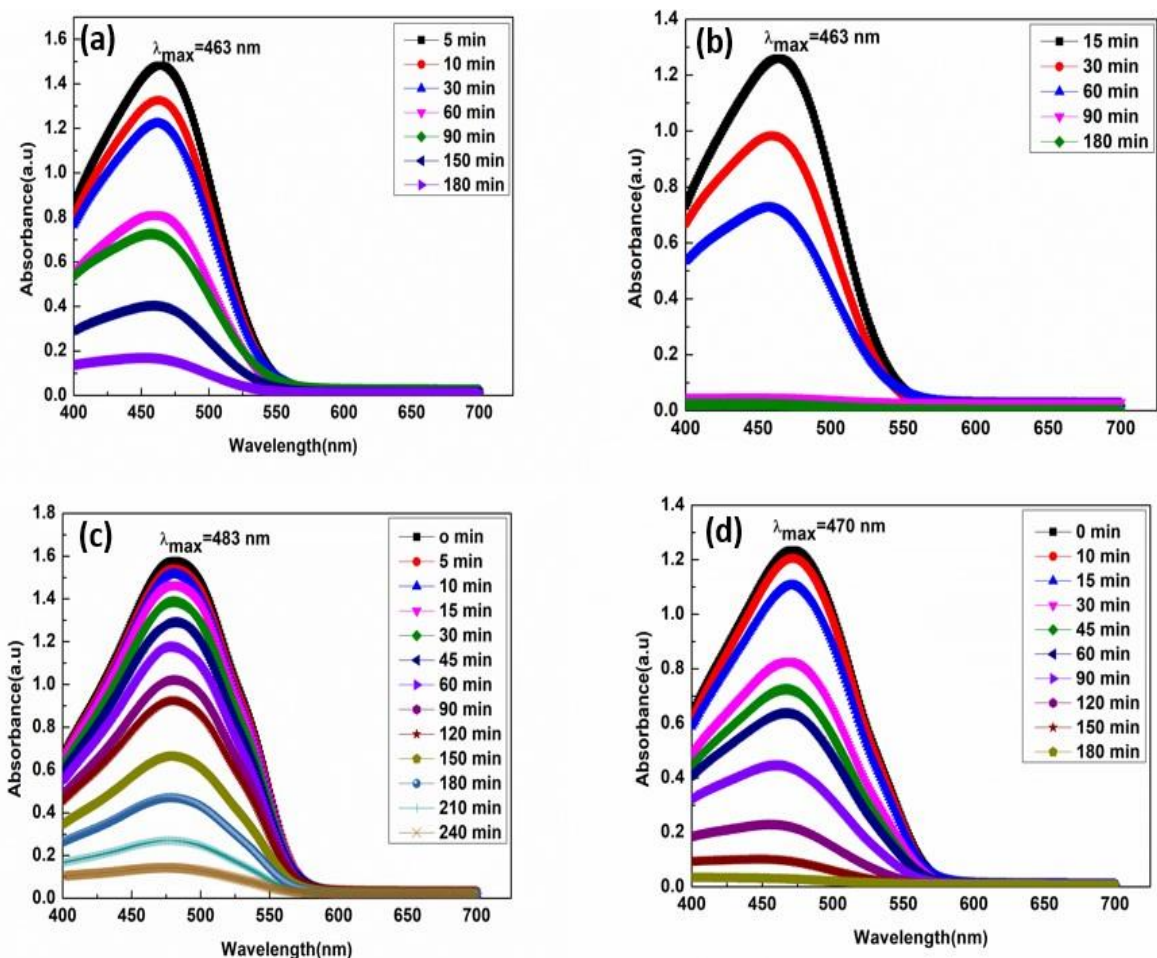 (a)
λmax=463 nm
5 min
10 min
30 min
60 min
90 min
150 min
180 min
1.6
1.4
1.2
1.0
0.8
0.6
0.4
0.2
0.0
Absorbance(a.u)
400 450 500 550 600 650 700
Wavelength(nm)
(b)
λmax=463 nm
15 min
30 min
60 min
90 min
180 min
1.4
1.2
1.0
0.8
0.6
0.4
0.2
0.0
Absorbance(a.u)
400 450 500 550 600 650 700
Wavelength(nm)
(c)
λmax=483 nm
o min
5 min
10 min
15 min
30 min
45 min
60 min
90 min
120 min
150 min
180 min
210 min
240 min
1.8
1.6
1.4
1.2
1.0
0.8
0.6
0.4
0.2
0.0
Absorbance(a.u)
400 450 500 550 600 650 700
Wavelength(nm)
(d)
λmax=470 nm
0 min
10 min
15 min
30 min
45 min
60 min
90 min
120 min
150 min
180 min
1.4
1.2
1.0
0.8
0.6
0.4
0.2
0.0
Absorbance(a.u)
400 450 500 550 600 650 700
Wavelength(nm)